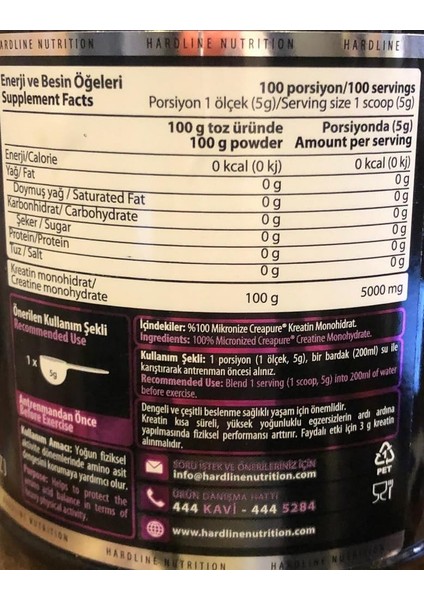 HARDLINE NUTRITION HARDLINE NUTRITION HARDLINE
Enerji ve Besin Öğeleri
Supplement Facts
100 porsiyon/100 servings
Porsiyon 1 ölçek (5g)/Serving size 1 scoop (5g)
100 g toz üründe
100 g powder
Porsiyonda (5g)
Amount per serving
Enerji/Calorie 0 kcal (0 kj) 0 kcal (0 kj)
Yağ/Fat 0 g 0 g
Doymuş yağ / Saturated Fat 0 g 0 g
Karbonhidrat/ Carbohydrate 0 g 0 g
Şeker / Sugar 0 g 0 g
Protein/Protein 0 g 0 g
Tuz / Salt 0 g 0 g
Kreatin monohidrat/
Creatine monohydrate 100 g 5000 mg
Önerilen Kullanım Şekli
Recommended Use
1 x 5g
Antrenmandan Önce
Before Exercise
Kullanım Amacı: Yoğun fiziksel
aktivite dönemlerinde amino asit
dengesini korumaya yardımcı olur.
Purpose: Helps to protect the
amino acid balance in terms of
heavy physical activity.
İçindekiler: %100 Mikronize Creapure® Kreatin Monohidrat.
Ingredients: 100% Micronized Creapure® Creatine Monohydrate.
Kullanım Şekli: 1 porsiyon (1 ölçek, 5g), bir bardak (200ml) su ile
karıştırarak antrenman öncesi alınız.
Recommended Use: Blend 1 serving (1 scoop, 5g) into 200ml of water
before exercise.
Dengeli ve çeşitli beslenme sağlıklı yaşam için önemlidir.
Kreatin kısa süreli, yüksek yoğunluklu egzersizlerin ardı ardına
yapılmasında fiziksel performansı arttırır. Faydalı etki için 3 g kreatin
alınmalıdır.
SORU İSTEK VE ÖNERİLERİNİZ İÇİN
info@hardlinenutrition.com
ÜRÜN DANIŞMA HATTI
444 KAVİ - 444 5284
www.hardlinenutrition.com
1
PET
HARDLINE NUTRITION HARDLINE NUTRITION